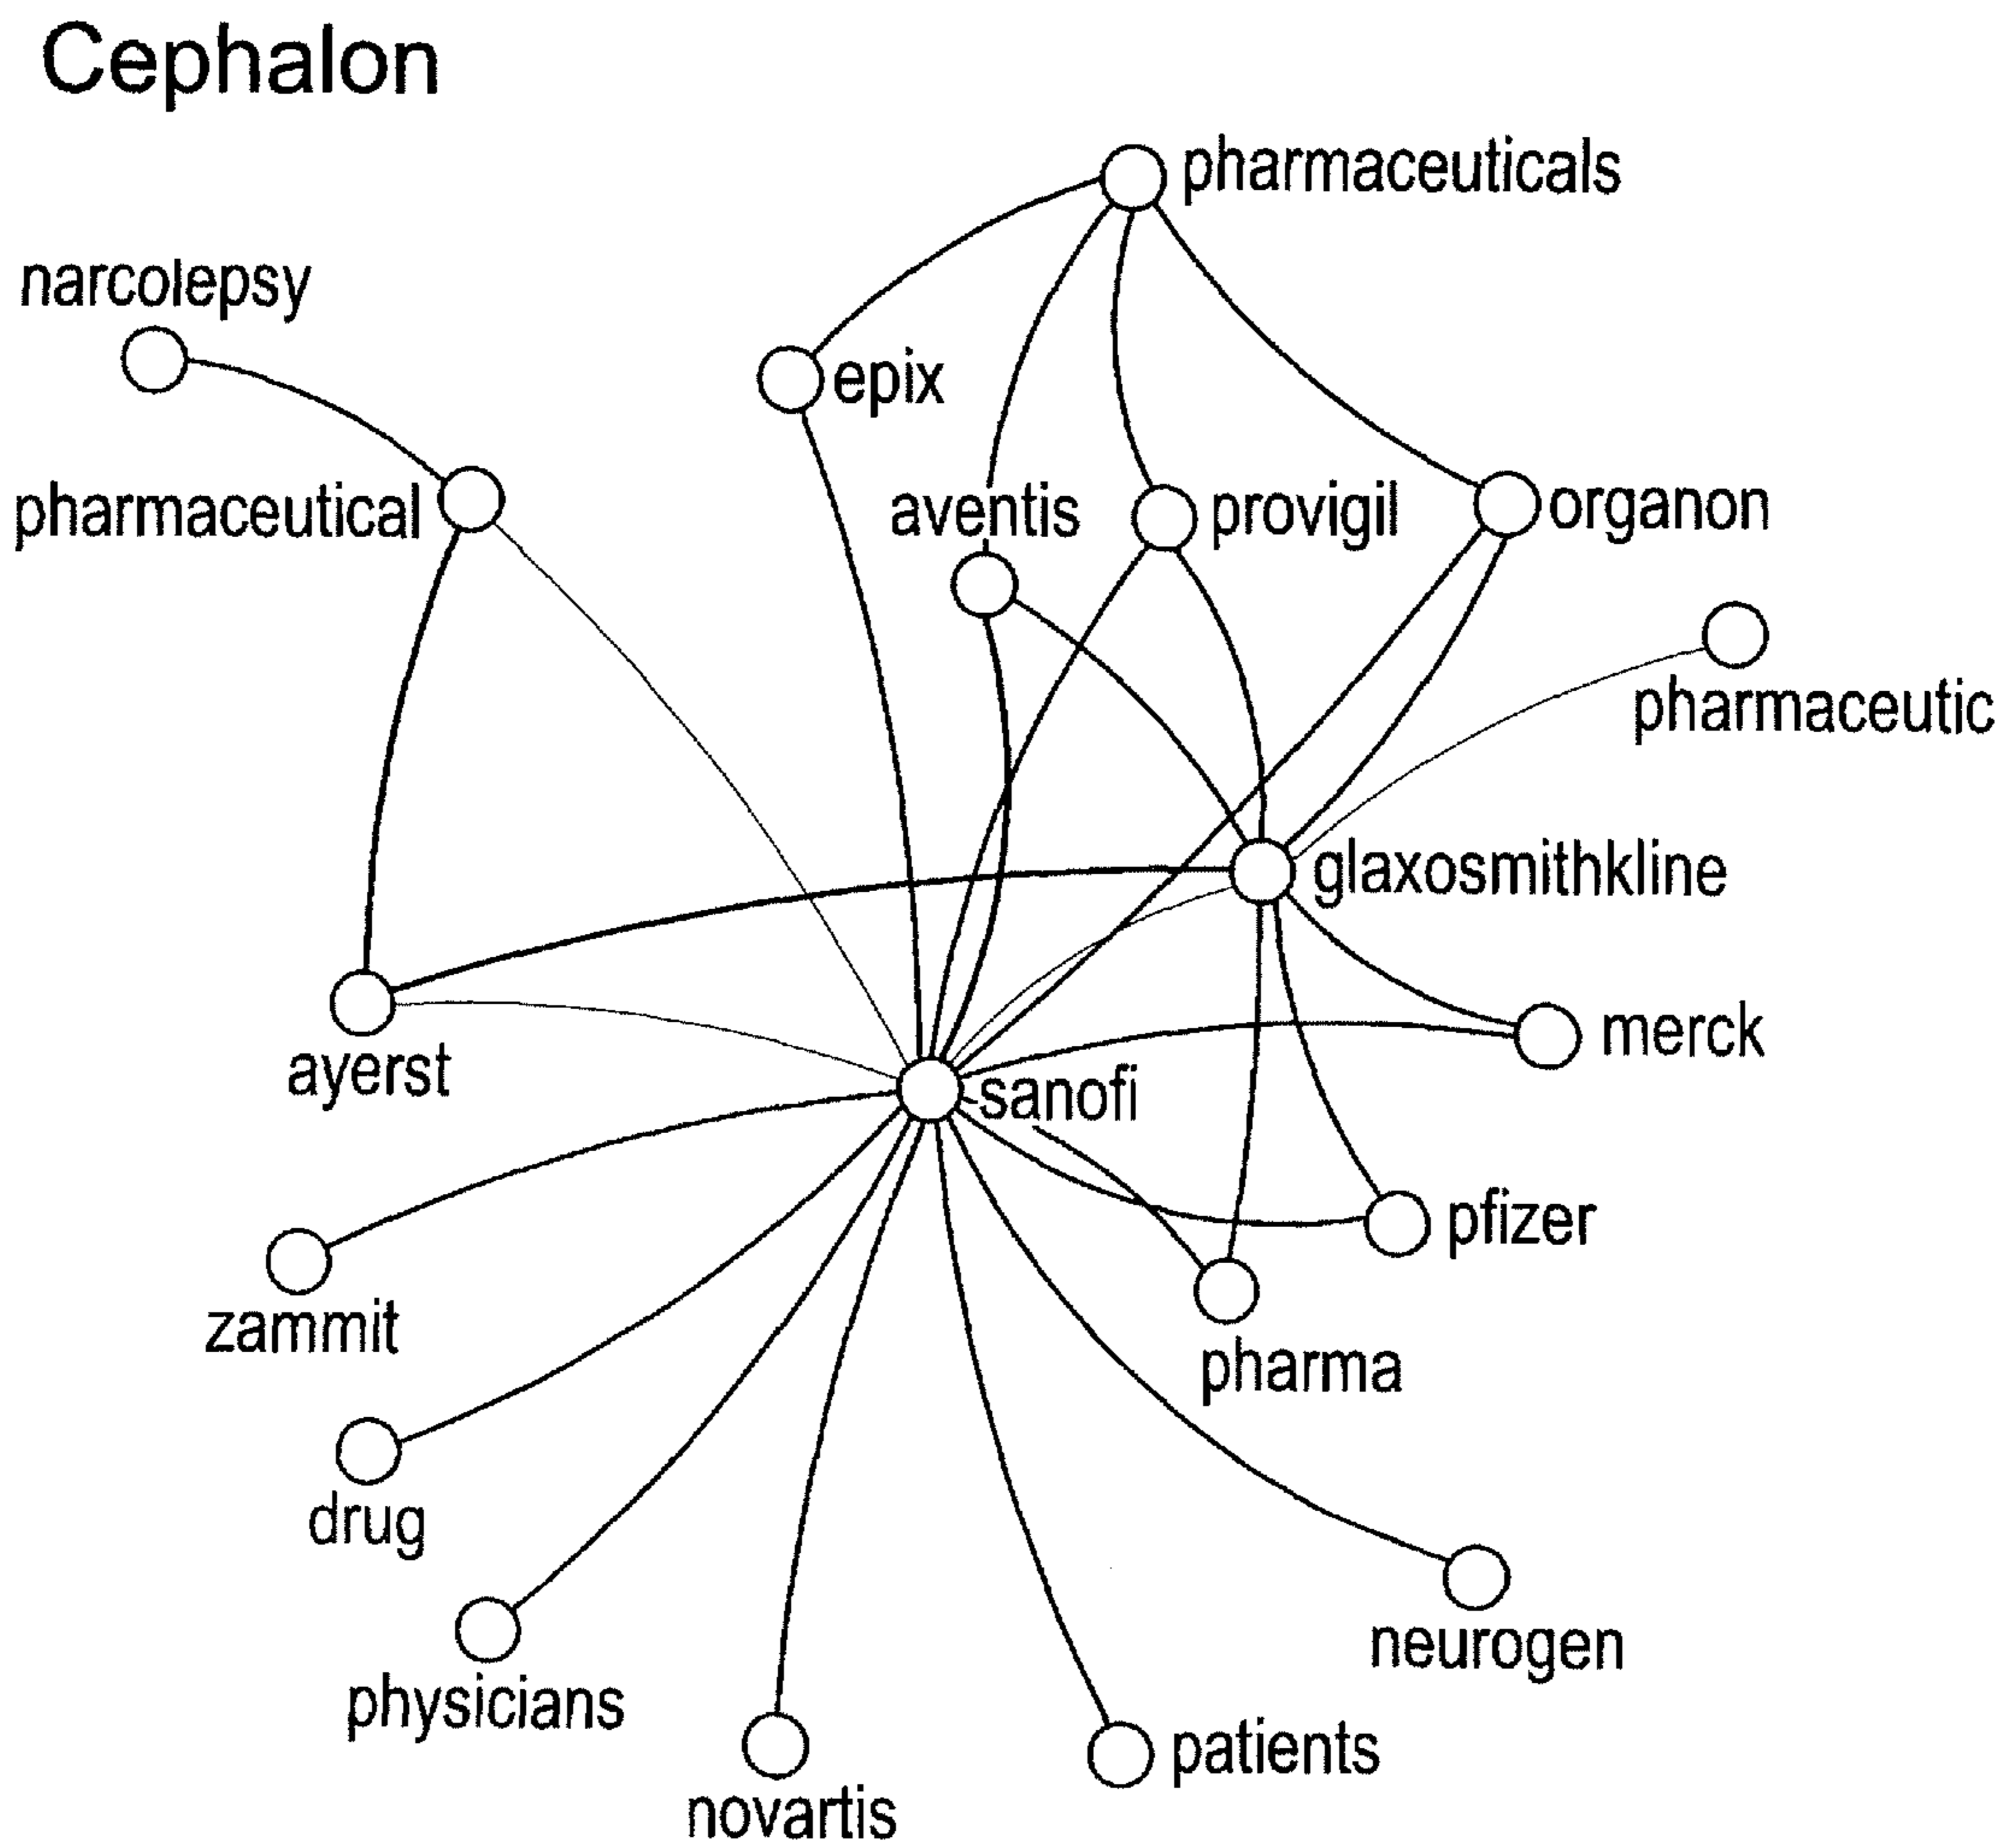 Cephalon
pharmaceuticals
narcolepsy
epix
pharmaceutical
aventis
provigil
organon
pharmaceutic
glaxosmithkline
merck
ayerst
sanofi
pfizer
zammit
pharma
drug
neurogen
physicians
patients
novartis